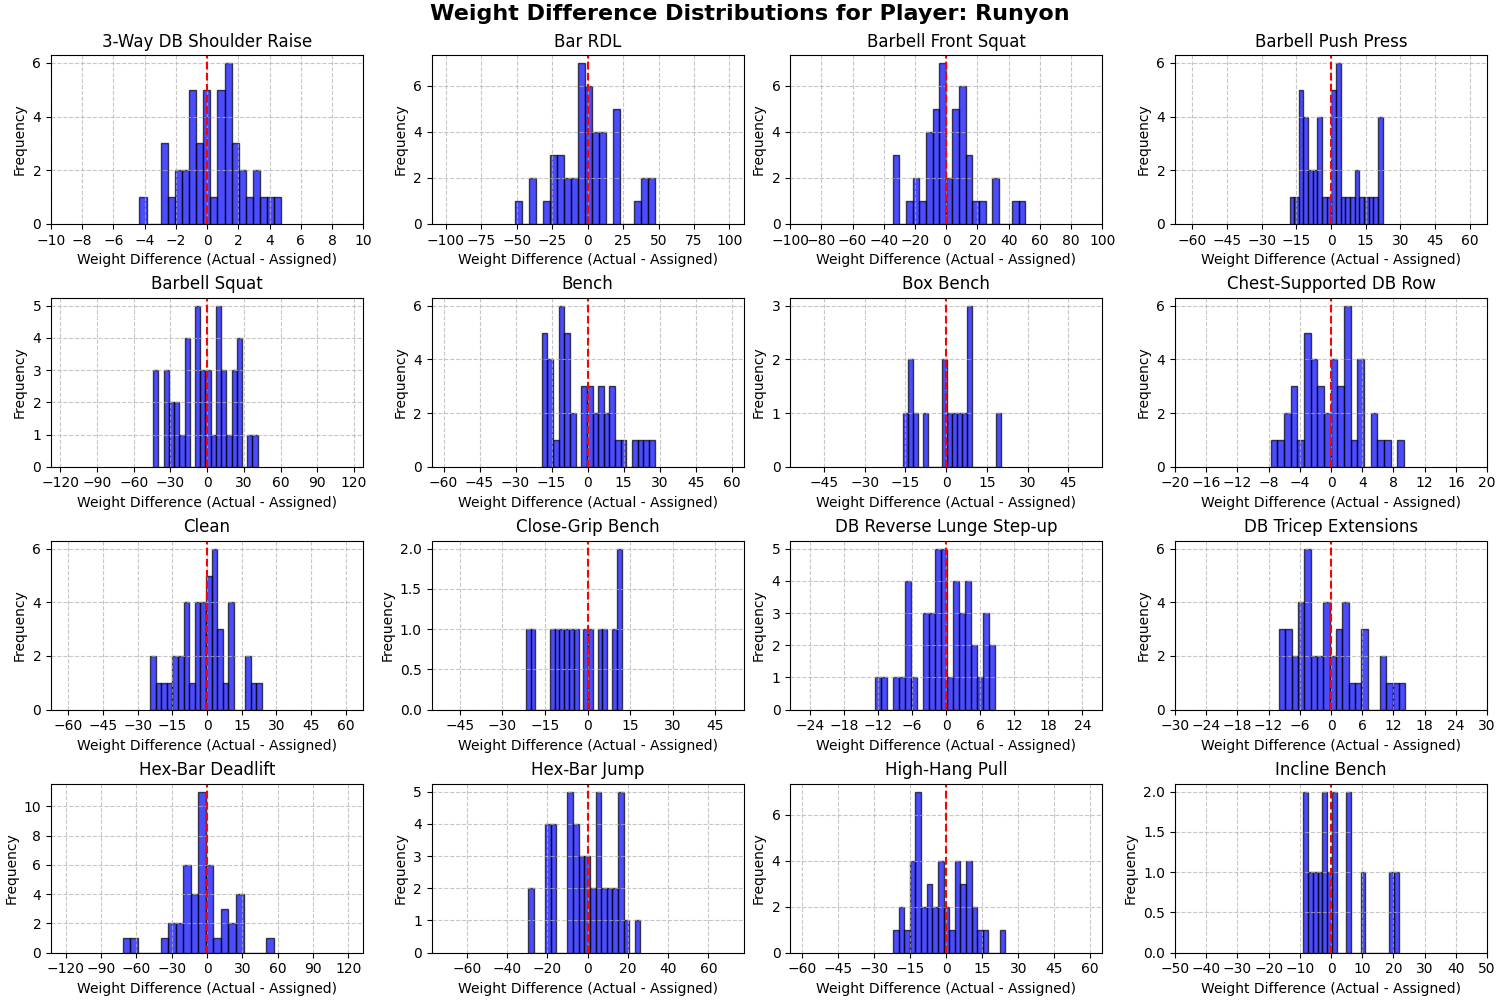 Weight Difference Distributions for Player: Runyon
3-Way DB Shoulder Raise
Frequency
6
4
2
0
−10 −8 −6 −4 −2 0 2 4 6 8 10
Weight Difference (Actual - Assigned)
Bar RDL
Frequency
6
4
2
0
−100 −75 −50 −25 0 25 50 75 100
Weight Difference (Actual - Assigned)
Barbell Front Squat
Frequency
6
4
2
0
−100 −80 −60 −40 −20 0 20 40 60 80 100
Weight Difference (Actual - Assigned)
Barbell Push Press
Frequency
6
4
2
0
−60 −45 −30 −15 0 15 30 45 60
Weight Difference (Actual - Assigned)
Barbell Squat
Frequency
5
4
3
2
1
0
−120 −90 −60 −30 0 30 60 90 120
Weight Difference (Actual - Assigned)
Bench
Frequency
6
4
2
0
−60 −45 −30 −15 0 15 30 45 60
Weight Difference (Actual - Assigned)
Box Bench
Frequency
3
2
1
0
−45 −30 −15 0 15 30 45
Weight Difference (Actual - Assigned)
Chest-Supported DB Row
Frequency
6
4
2
0
−20 −16 −12 −8 −4 0 4 8 12 16 20
Weight Difference (Actual - Assigned)
Clean
Frequency
6
4
2
0
−60 −45 −30 −15 0 15 30 45 60
Weight Difference (Actual - Assigned)
Close-Grip Bench
Frequency
2.0
1.5
1.0
0.5
0.0
−45 −30 −15 0 15 30 45
Weight Difference (Actual - Assigned)
DB Reverse Lunge Step-up
Frequency
5
4
3
2
1
0
−24 −18 −12 −6 0 6 12 18 24
Weight Difference (Actual - Assigned)
DB Tricep Extensions
Frequency
6
4
2
0
−30 −24 −18 −12 −6 0 6 12 18 24 30
Weight Difference (Actual - Assigned)
Hex-Bar Deadlift
Frequency
10
8
6
4
2
0
−120 −90 −60 −30 0 30 60 90 120
Weight Difference (Actual - Assigned)
Hex-Bar Jump
Frequency
5
4
3
2
1
0
−60 −40 −20 0 20 40 60
Weight Difference (Actual - Assigned)
High-Hang Pull
Frequency
6
4
2
0
−60 −45 −30 −15 0 15 30 45 60
Weight Difference (Actual - Assigned)
Incline Bench
Frequency
2.0
1.5
1.0
0.5
0.0
−50 −40 −30 −20 −10 0 10 20 30 40 50
Weight Difference (Actual - Assigned)